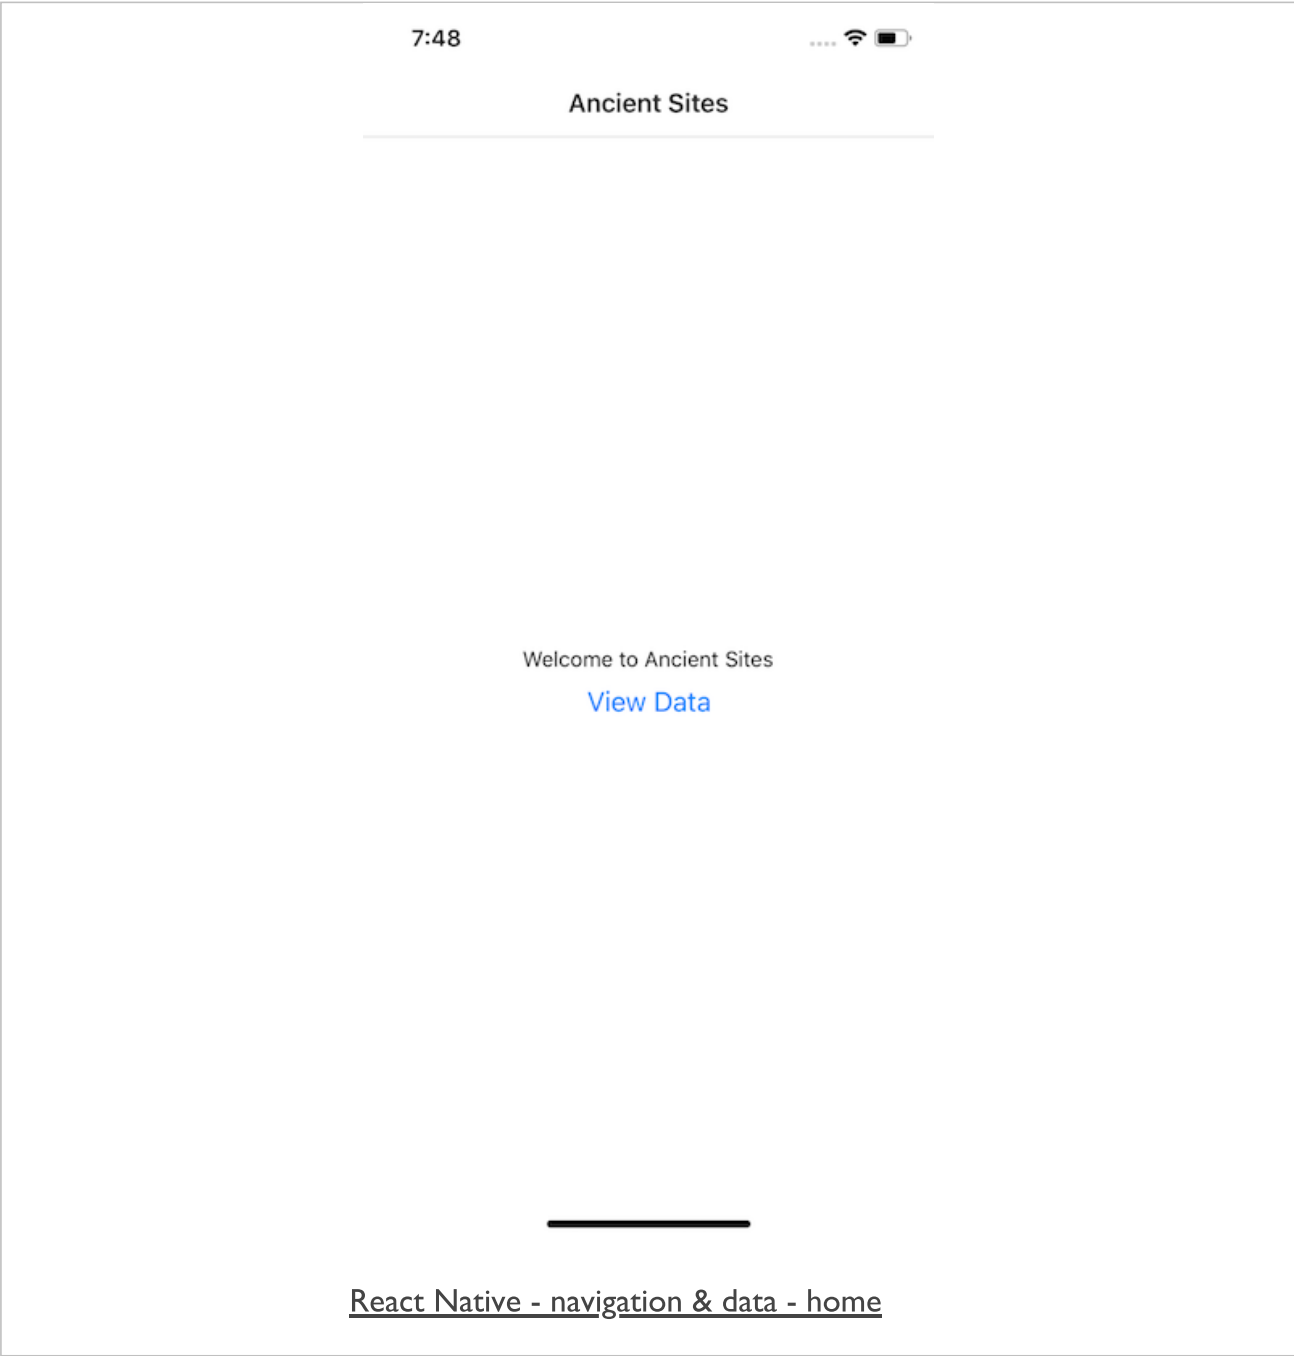 7:48
Ancient Sites
Welcome to Ancient Sites
View Data
React Native - navigation & data - home